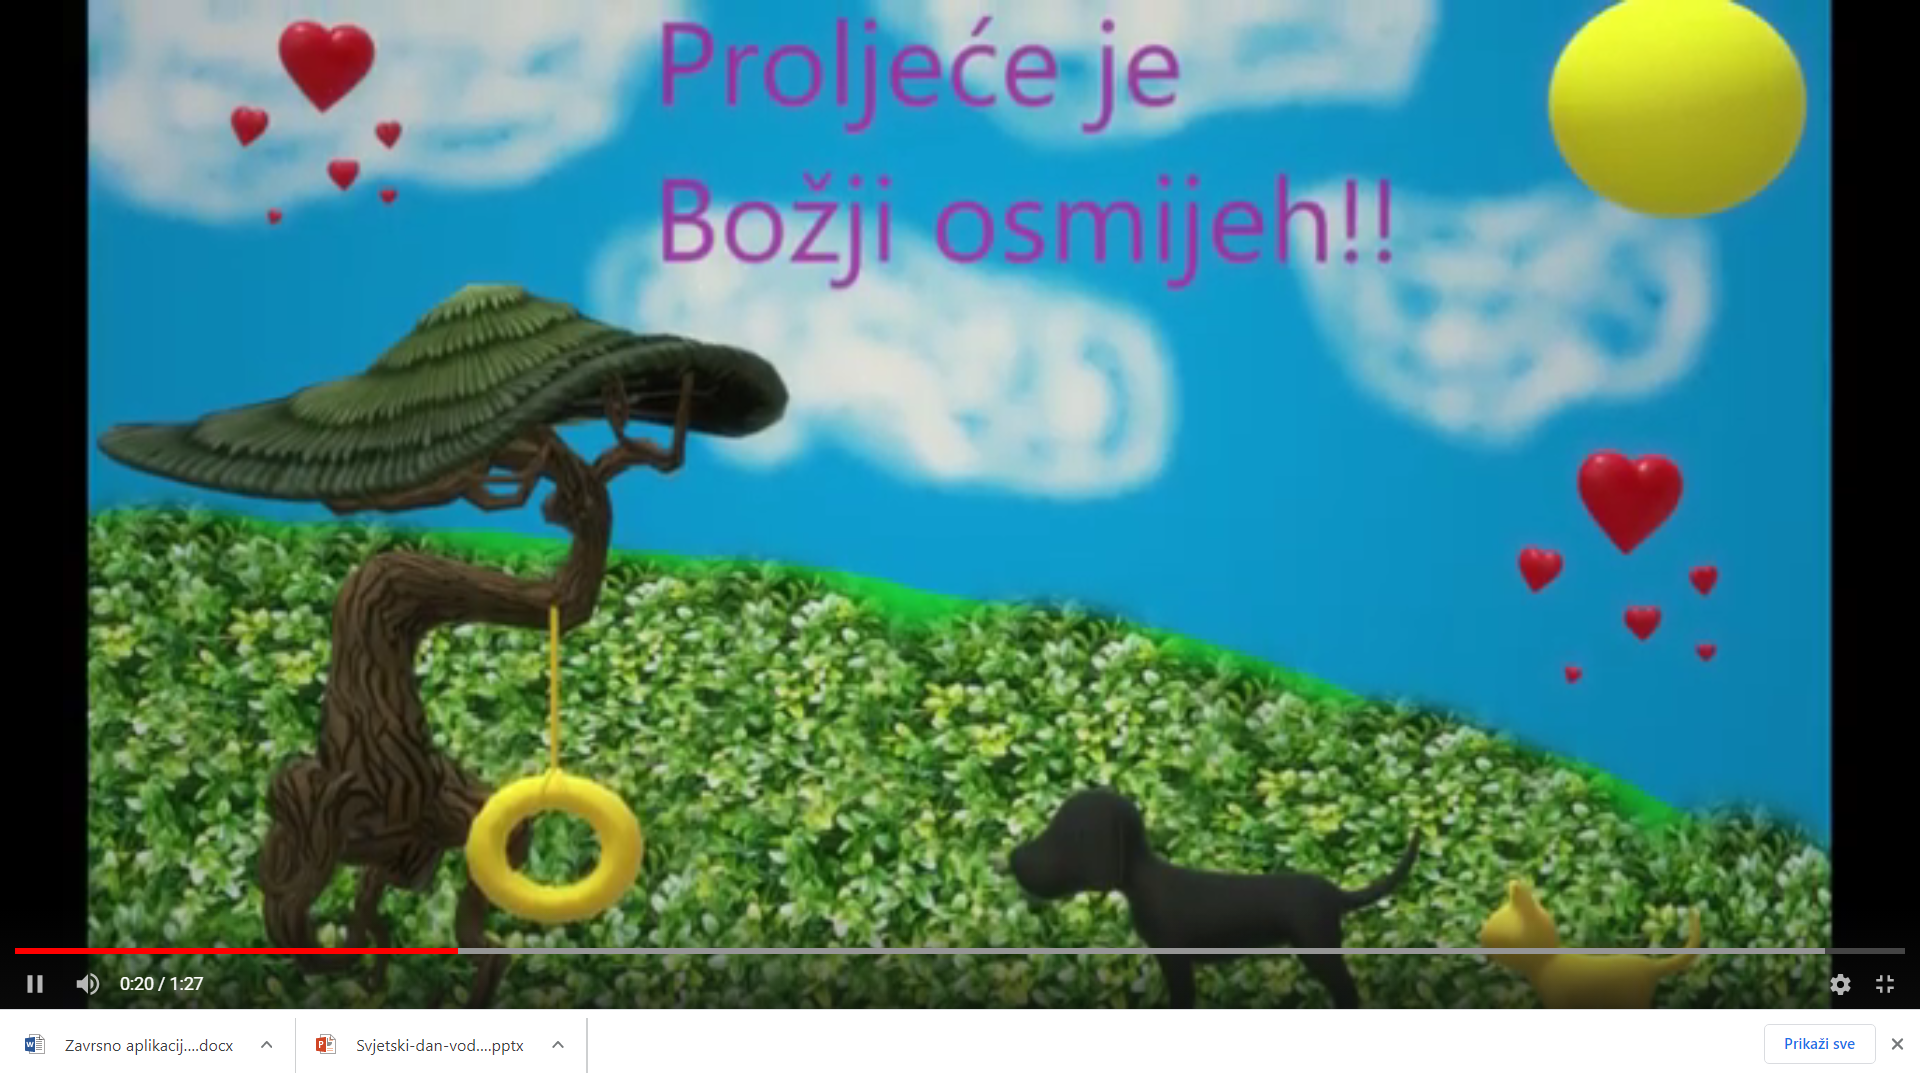 Proljeće je
Božji osmijeh!!
0:20 / 1:27
Zavrsno aplikacij....docx
Svjetski-dan-vod....pptx
Prikaži sve